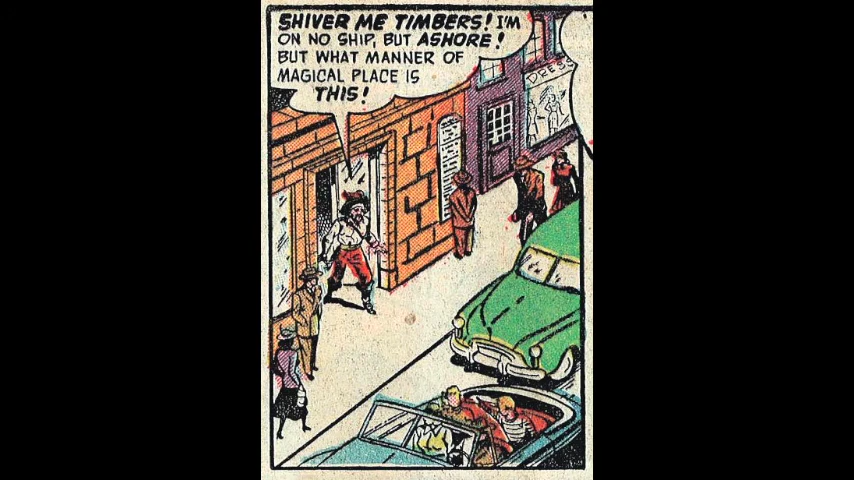 SHIVER ME TIMBERS! I'M
ON NO SHIP, BUT ASHORE!
BUT WHAT MANNER OF
MAGICAL PLACE IS
THIS!
DRESS